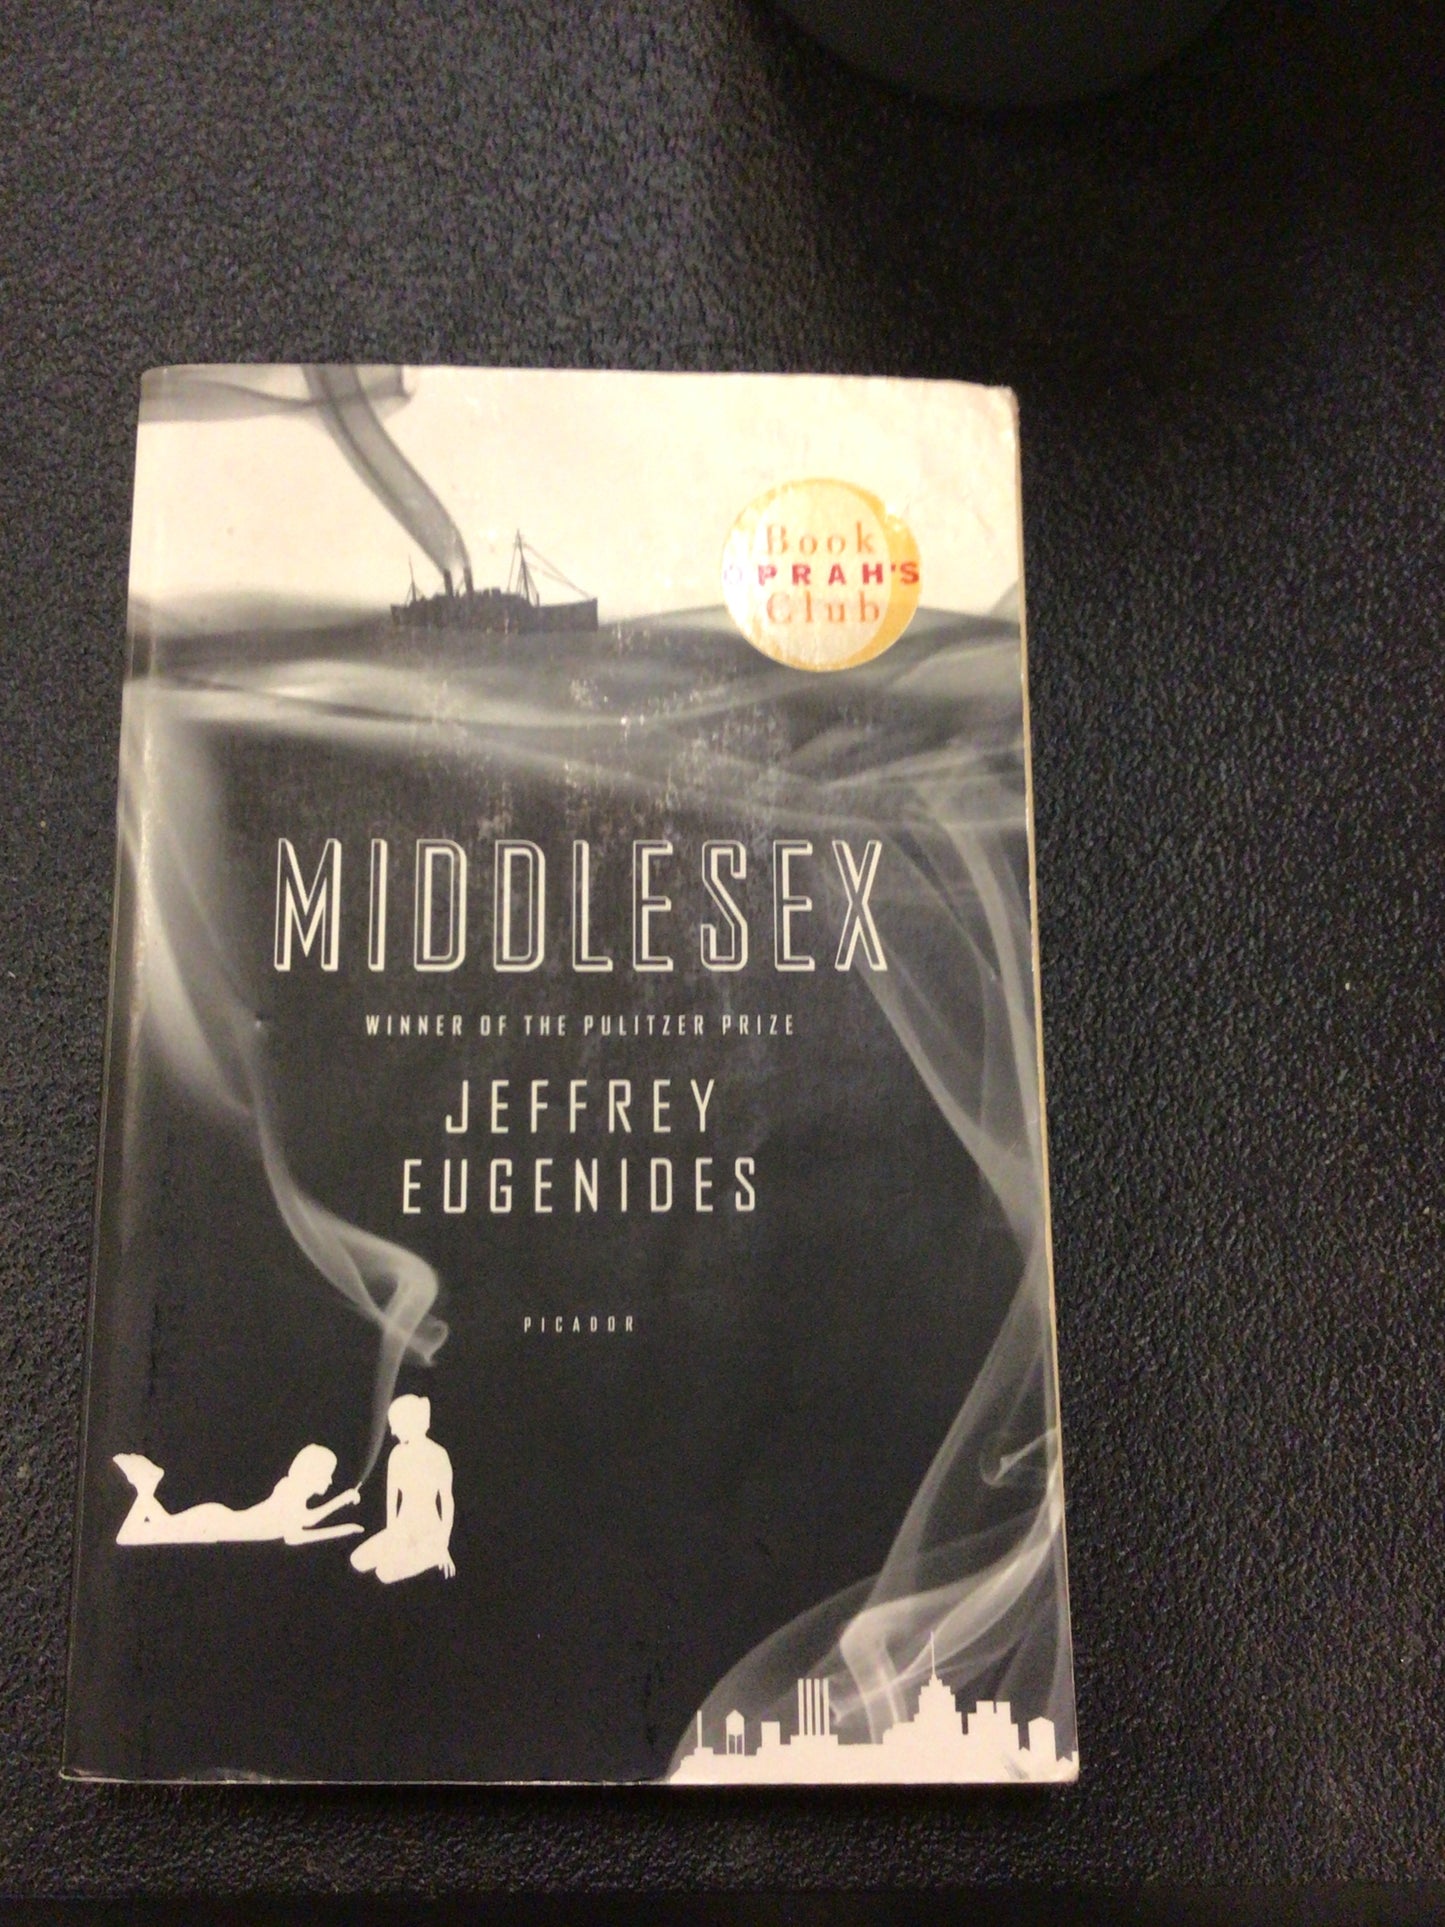 Book
OPRAH'S
Club
MIDDLESEX
WINNER OF THE PULITZER PRIZE
JEFFREY
EUGENIDES
PICADOR